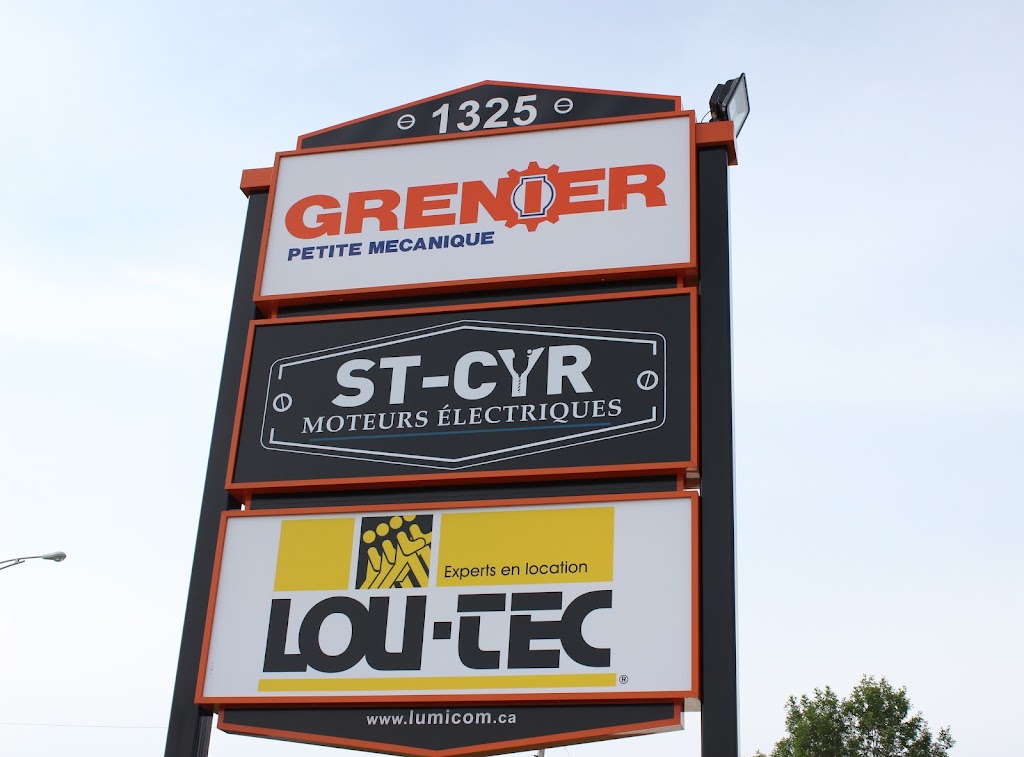 1325
GRENIER
PETITE MECANIQUE
ST-CYR
MOTEURS ÉLECTRIQUES
Experts en location
LOU-TEC
®
www.lumicom.ca